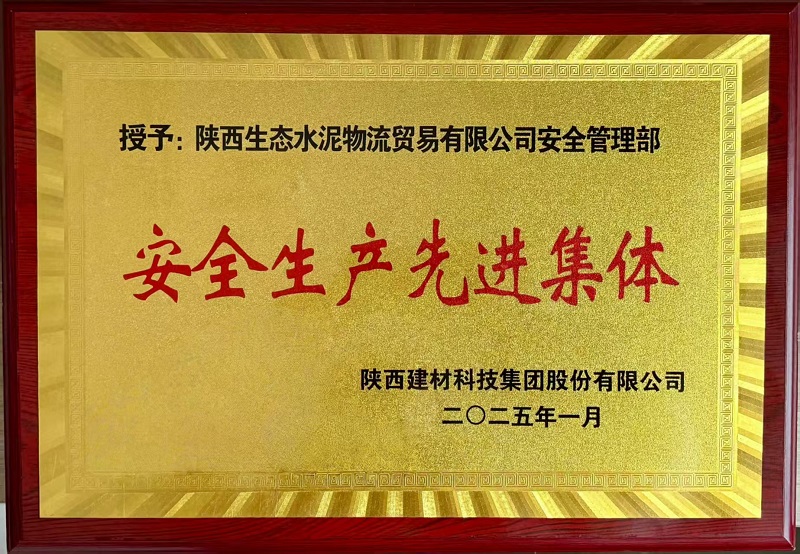 授予：陕西生态水泥物流贸易有限公司安全管理部
安全生产先进集体
陕西建材科技集团股份有限公司
二〇二五年一月